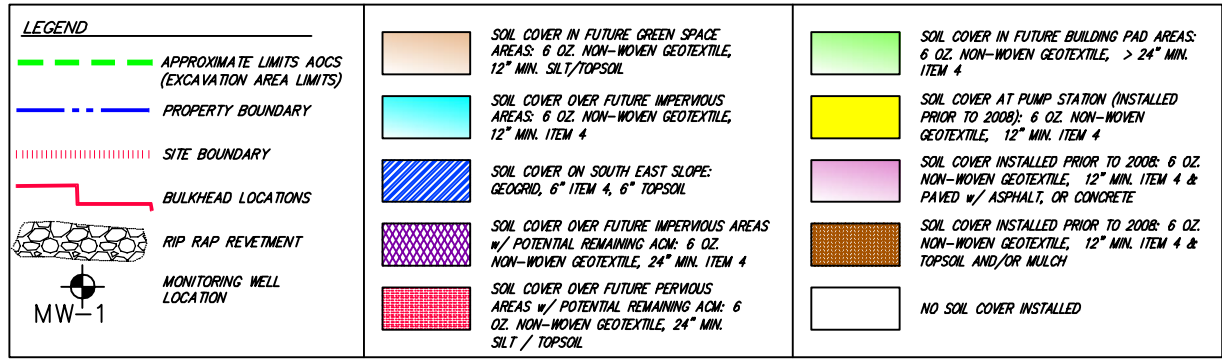 LEGEND
APPROXIMATE LIMITS AOCS
(EXCAVATION AREA LIMITS)
PROPERTY BOUNDARY
SITE BOUNDARY
BULKHEAD LOCATIONS
RIP RAP REVETMENT
MONITORING WELL
LOCATION
MW-1
SOIL COVER IN FUTURE GREEN SPACE
AREAS: 6 OZ. NON-WOVEN GEOTEXTILE,
12" MIN. SILT/TOPSOIL
SOIL COVER OVER FUTURE IMPERVIOUS
AREAS: 6 OZ. NON-WOVEN GEOTEXTILE,
12" MIN. ITEM 4
SOIL COVER ON SOUTH EAST SLOPE:
GEOGRID, 6" ITEM 4, 6" TOPSOIL
SOIL COVER OVER FUTURE IMPERVIOUS AREAS
w/ POTENTIAL REMAINING ACM: 6 OZ.
NON-WOVEN GEOTEXTILE, 24" MIN. ITEM 4
SOIL COVER OVER FUTURE PERVIOUS
AREAS w/ POTENTIAL REMAINING ACM: 6
OZ. NON-WOVEN GEOTEXTILE, 24" MIN.
SILT / TOPSOIL
SOIL COVER IN FUTURE BUILDING PAD AREAS:
6 OZ. NON-WOVEN GEOTEXTILE, > 24" MIN.
ITEM 4
SOIL COVER AT PUMP STATION (INSTALLED
PRIOR TO 2008): 6 OZ. NON-WOVEN
GEOTEXTILE, 12" MIN. ITEM 4
SOIL COVER INSTALLED PRIOR TO 2008: 6 OZ.
NON-WOVEN GEOTEXTILE, 12" MIN. ITEM 4 &
PAVED w/ ASPHALT, OR CONCRETE
SOIL COVER INSTALLED PRIOR TO 2008: 6 OZ.
NON-WOVEN GEOTEXTILE, 12" MIN. ITEM 4 &
TOPSOIL AND/OR MULCH
NO SOIL COVER INSTALLED